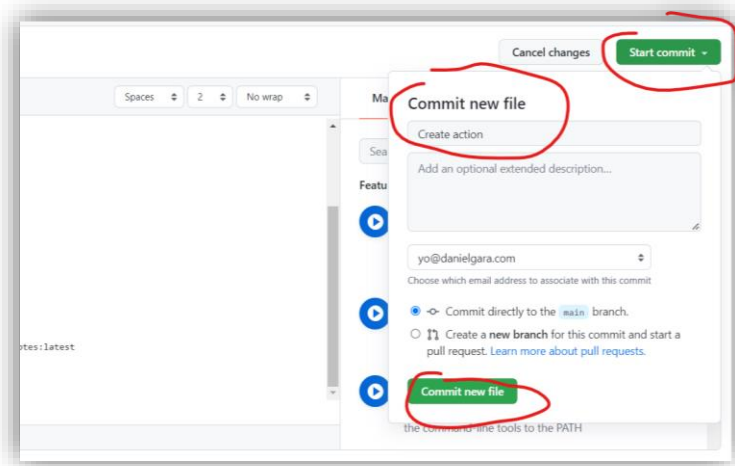 Cancel changes
Start commit
Spaces
2
No wrap
Ma
Sea
Featu
otes:latest
Commit new file
Create action
Add an optional extended description...
yo@danielgara.com
Choose which email address to associate with this commit
Commit directly to the main branch.
Create a new branch for this commit and start a
pull request. Learn more about pull requests.
Commit new file
the command-line tools to the PATH